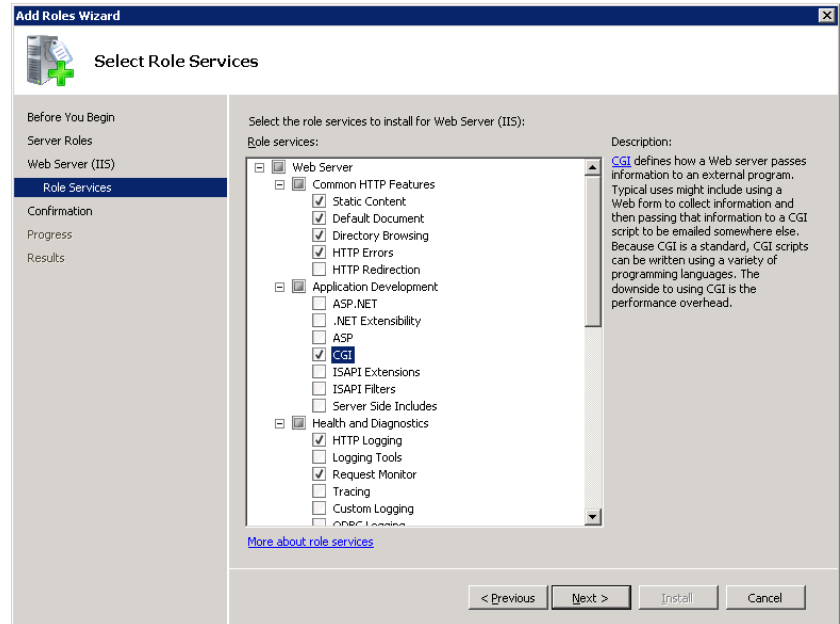 Add Roles Wizard
Select Role Services
Before You Begin
Server Roles
Web Server (IIS)
Role Services
Confirmation
Progress
Results
Select the role services to install for Web Server (IIS):
Role services:
Web Server
Common HTTP Features
Static Content
Default Document
Directory Browsing
HTTP Errors
HTTP Redirection
Application Development
ASP.NET
.NET Extensibility
ASP
CGI
ISAPI Extensions
ISAPI Filters
Server Side Includes
Health and Diagnostics
HTTP Logging
Logging Tools
Request Monitor
Tracing
Custom Logging
ODBC Logging
More about role services
Description:
CGI defines how a Web server passes
information to an external program.
Typical uses might include using a
Web form to collect information and
then passing that information to a CGI
script to be emailed somewhere else.
Because CGI is a standard, CGI scripts
can be written using a variety of
programming languages. The
downside to using CGI is the
performance overhead.
< Previous
Next >
Install
Cancel